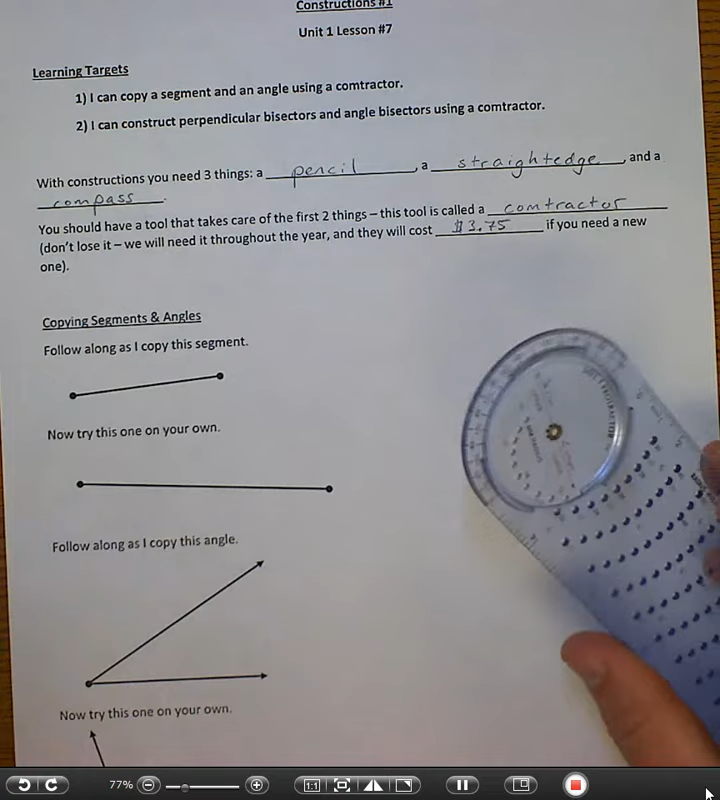 Constructions #1
Unit 1 Lesson #7
Learning Targets
1) I can copy a segment and an angle using a comtractor.
2) I can construct perpendicular bisectors and angle bisectors using a comtractor.
With constructions you need 3 things: a pencil, a straightedge, and a
compass.
You should have a tool that takes care of the first 2 things – this tool is called a comtractor
(don't lose it – we will need it throughout the year, and they will cost $3.75 if you need a new
one).
Copying Segments & Angles
Follow along as I copy this segment.
Now try this one on your own.
Follow along as I copy this angle.
Now try this one on your own.
77% 1:1